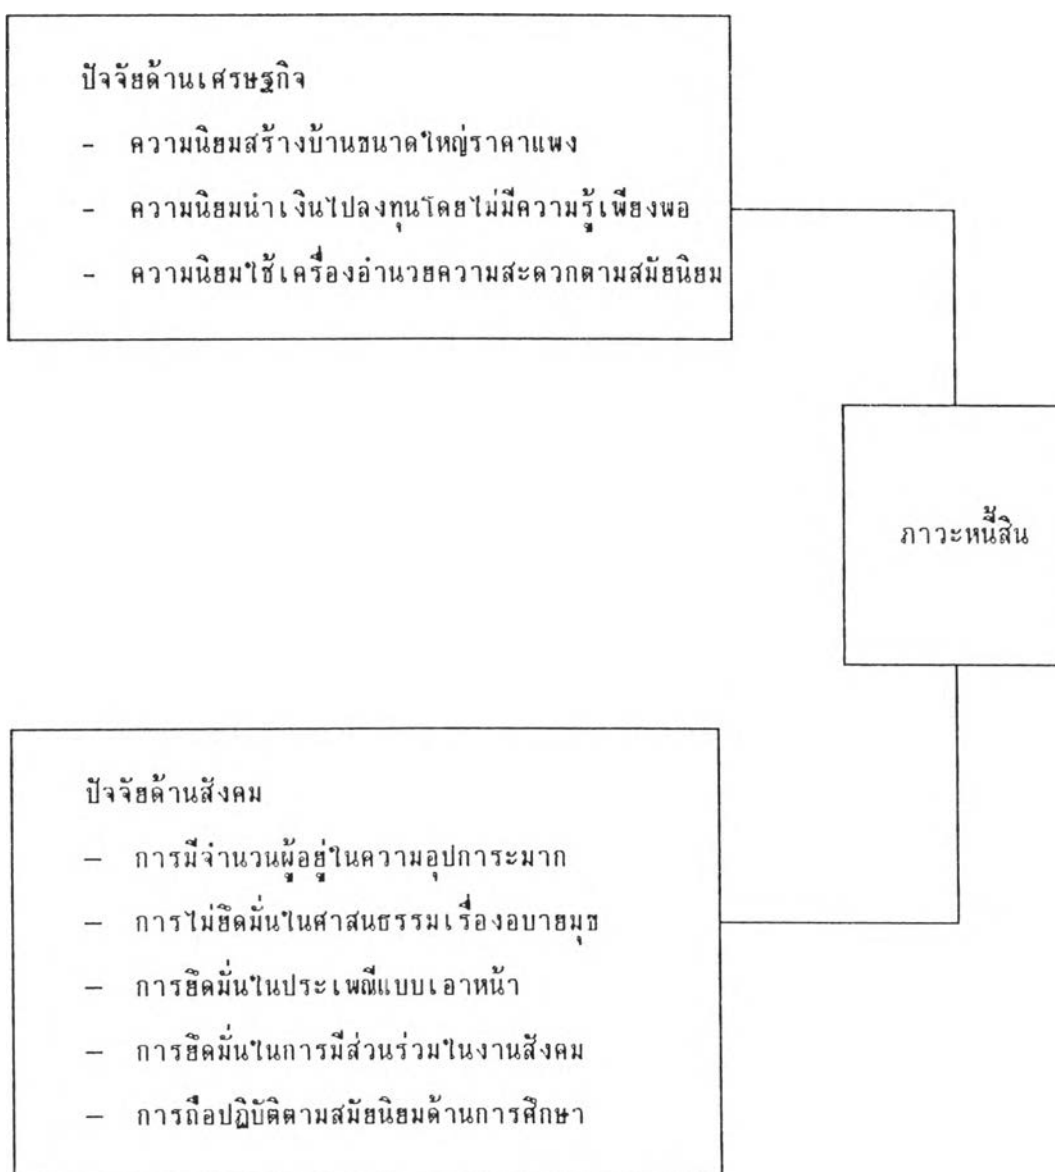 ปัจจัยด้านเศรษฐกิจ
- ความนิยมสร้างบ้านขนาดใหญ่ราคาแพง
- ความนิยมนำเงินไปลงทุนโดยไม่มีความรู้เพียงพอ
- ความนิยมใช้เครื่องอำนวยความสะดวกตามสมัยนิยม
ภาวะหนี้สิน
ปัจจัยด้านสังคม
- การมีจำนวนผู้อยู่ในความอุปการะมาก
- การไม่ยึดมั่นในศาสนธรรมเรื่องอบายมุข
- การยึดมั่นในประเพณีแบบเอาหน้า
- การยึดมั่นในการมีส่วนร่วมในงานสังคม
- การถือปฏิบัติตามสมัยนิยมด้านการศึกษา